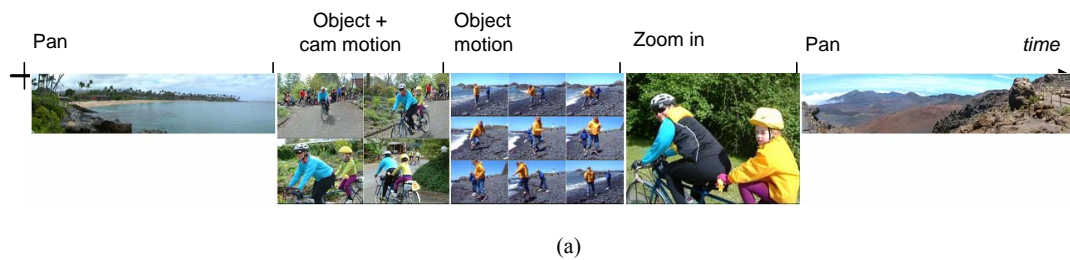 Pan
Object +
cam motion
Object
motion
Zoom in
Pan
time
(a)